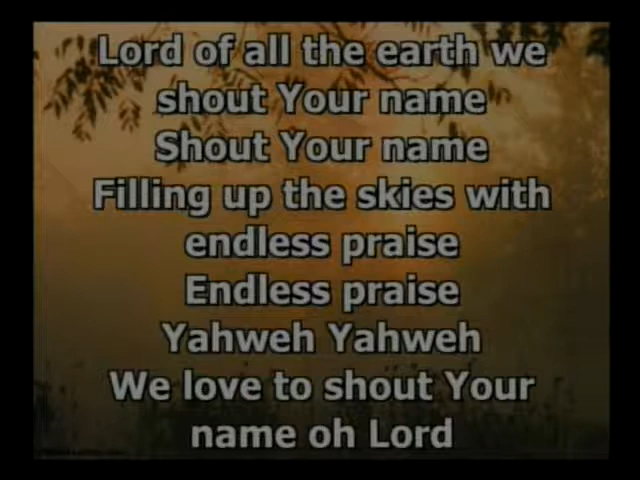 Lord of all the earth we
shout Your name
Shout Your name
Filling up the skies with
endless praise
Endless praise
Yahweh Yahweh
We love to shout Your
name oh Lord